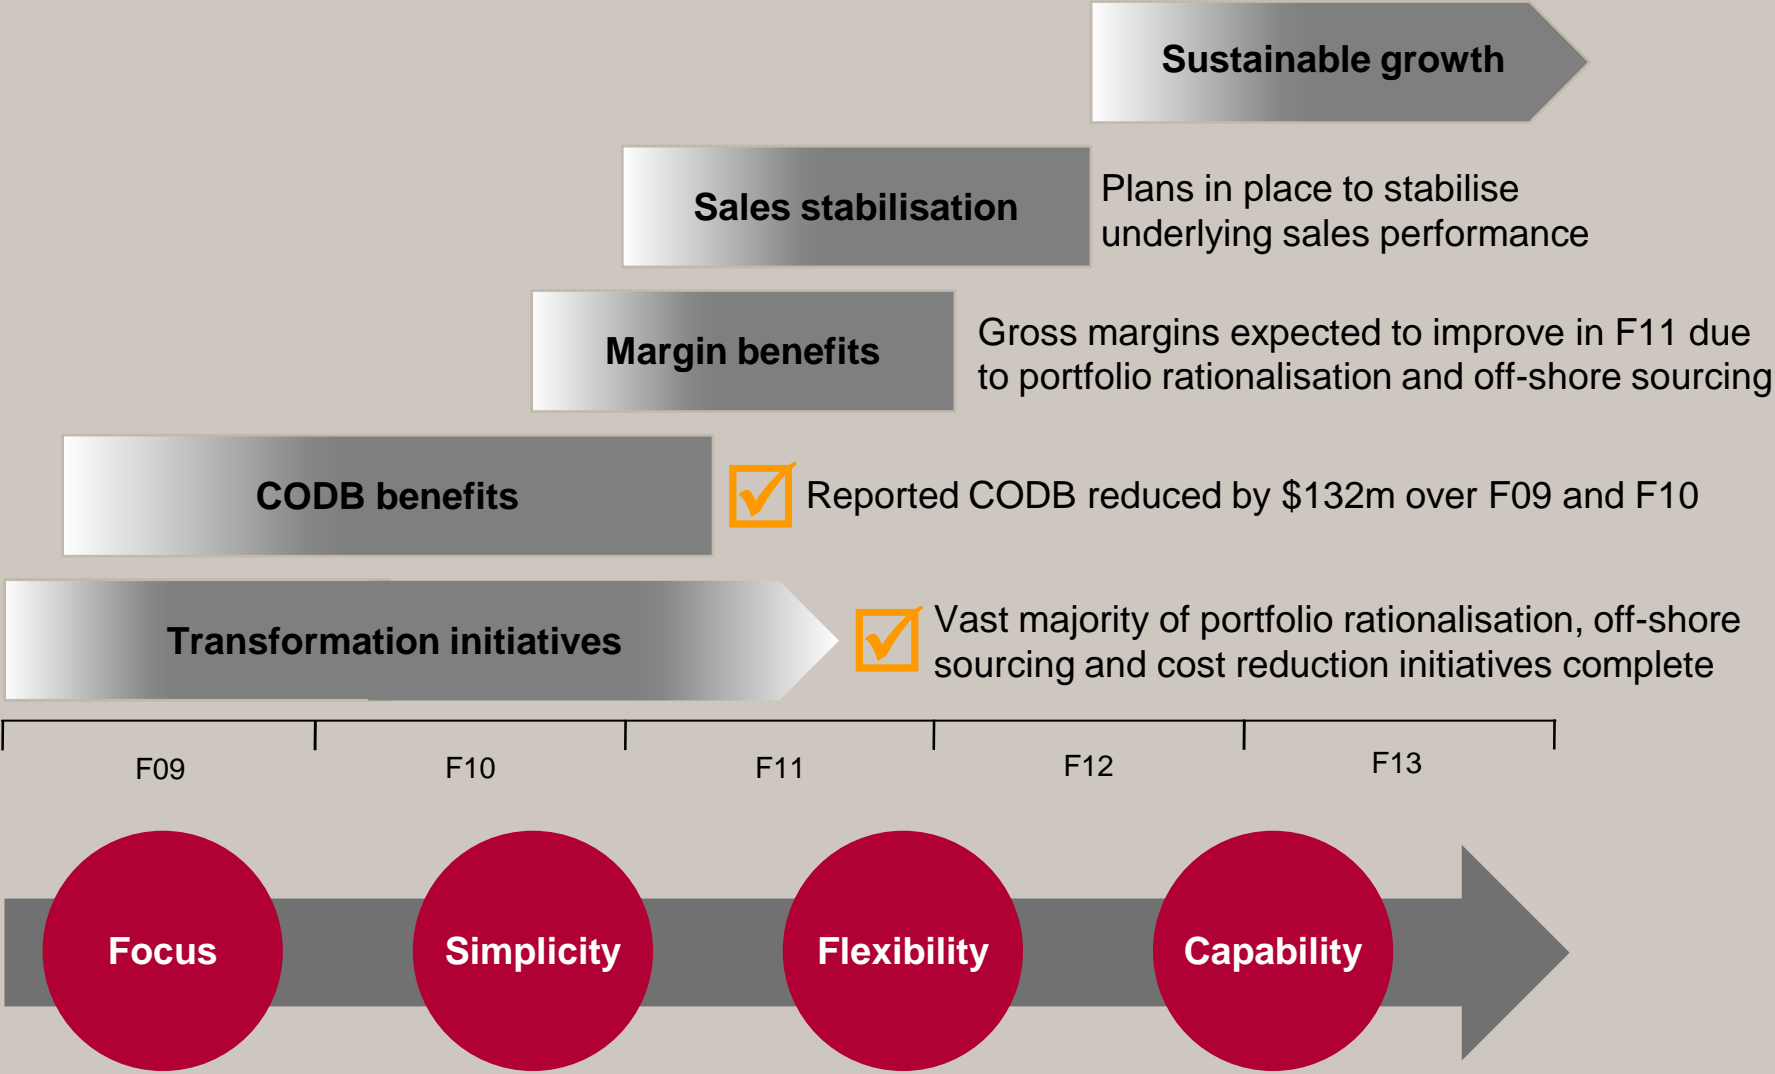 Sustainable growth
Sales stabilisation
Plans in place to stabilise
underlying sales performance
Margin benefits
Gross margins expected to improve in F11 due
to portfolio rationalisation and off-shore sourcing
CODB benefits
Reported CODB reduced by $132m over F09 and F10
Transformation initiatives
Vast majority of portfolio rationalisation, off-shore
sourcing and cost reduction initiatives complete
F09
F10
F11
F12
F13
Focus
Simplicity
Flexibility
Capability